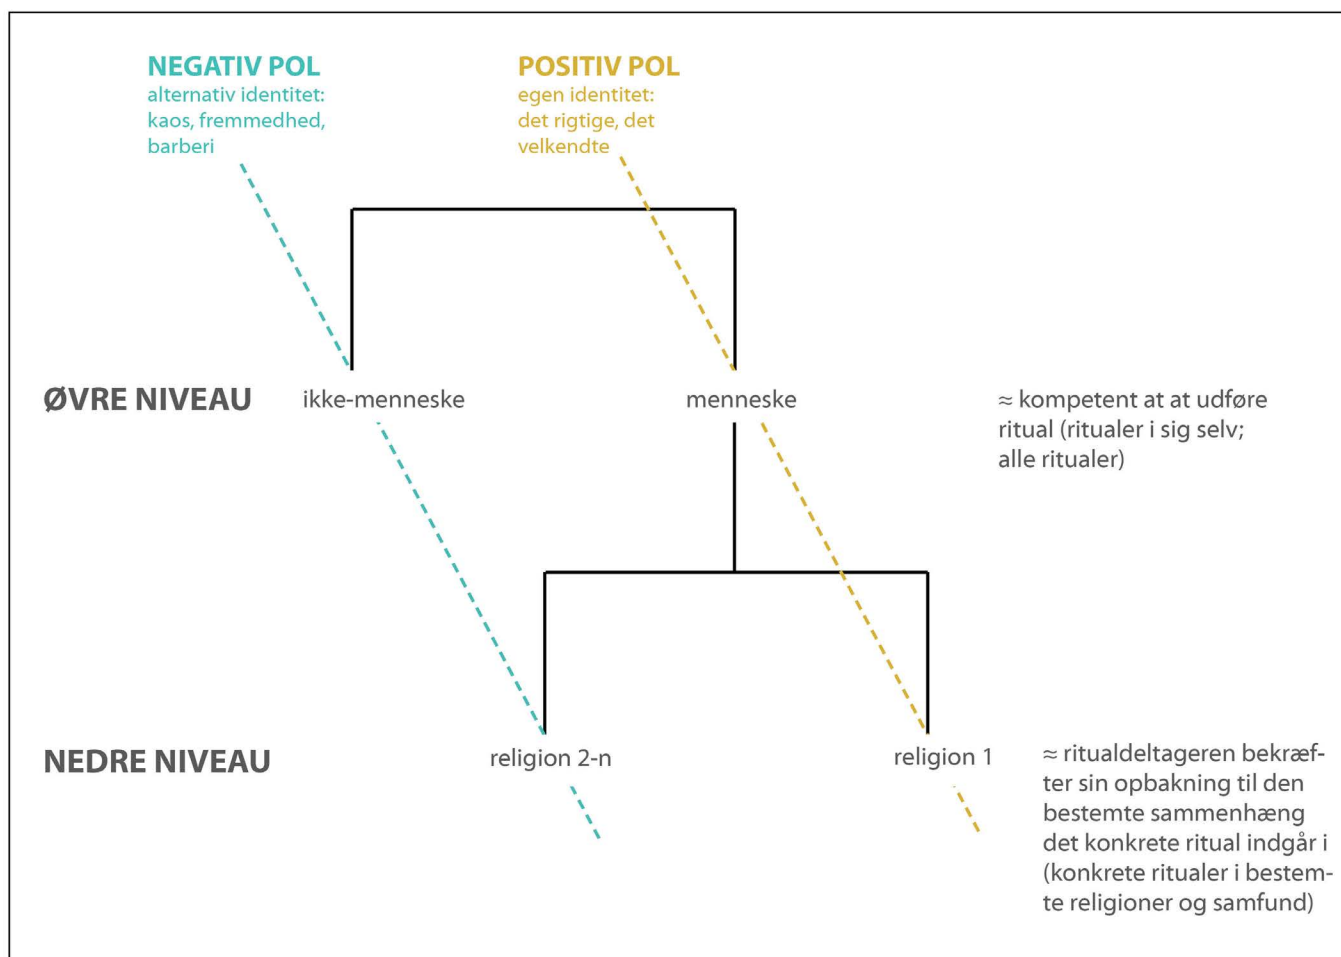 NEGATIV POL
alternativ identitet:
kaos, fremmedhed,
barberi
POSITIV POL
egen identitet:
det rigtige, det
velkendte
ØVRE NIVEAU
ikke-menneske
menneske
≈ kompetent at at udføre
ritual (ritualer i sig selv;
alle ritualer)
NEDRE NIVEAU
religion 2-n
religion 1
≈ ritualdeltageren bekræf-
ter sin opbakning til den
bestemte sammenhæng
det konkrete ritual indgår i
(konkrete ritualer i bestem-
te religioner og samfund)